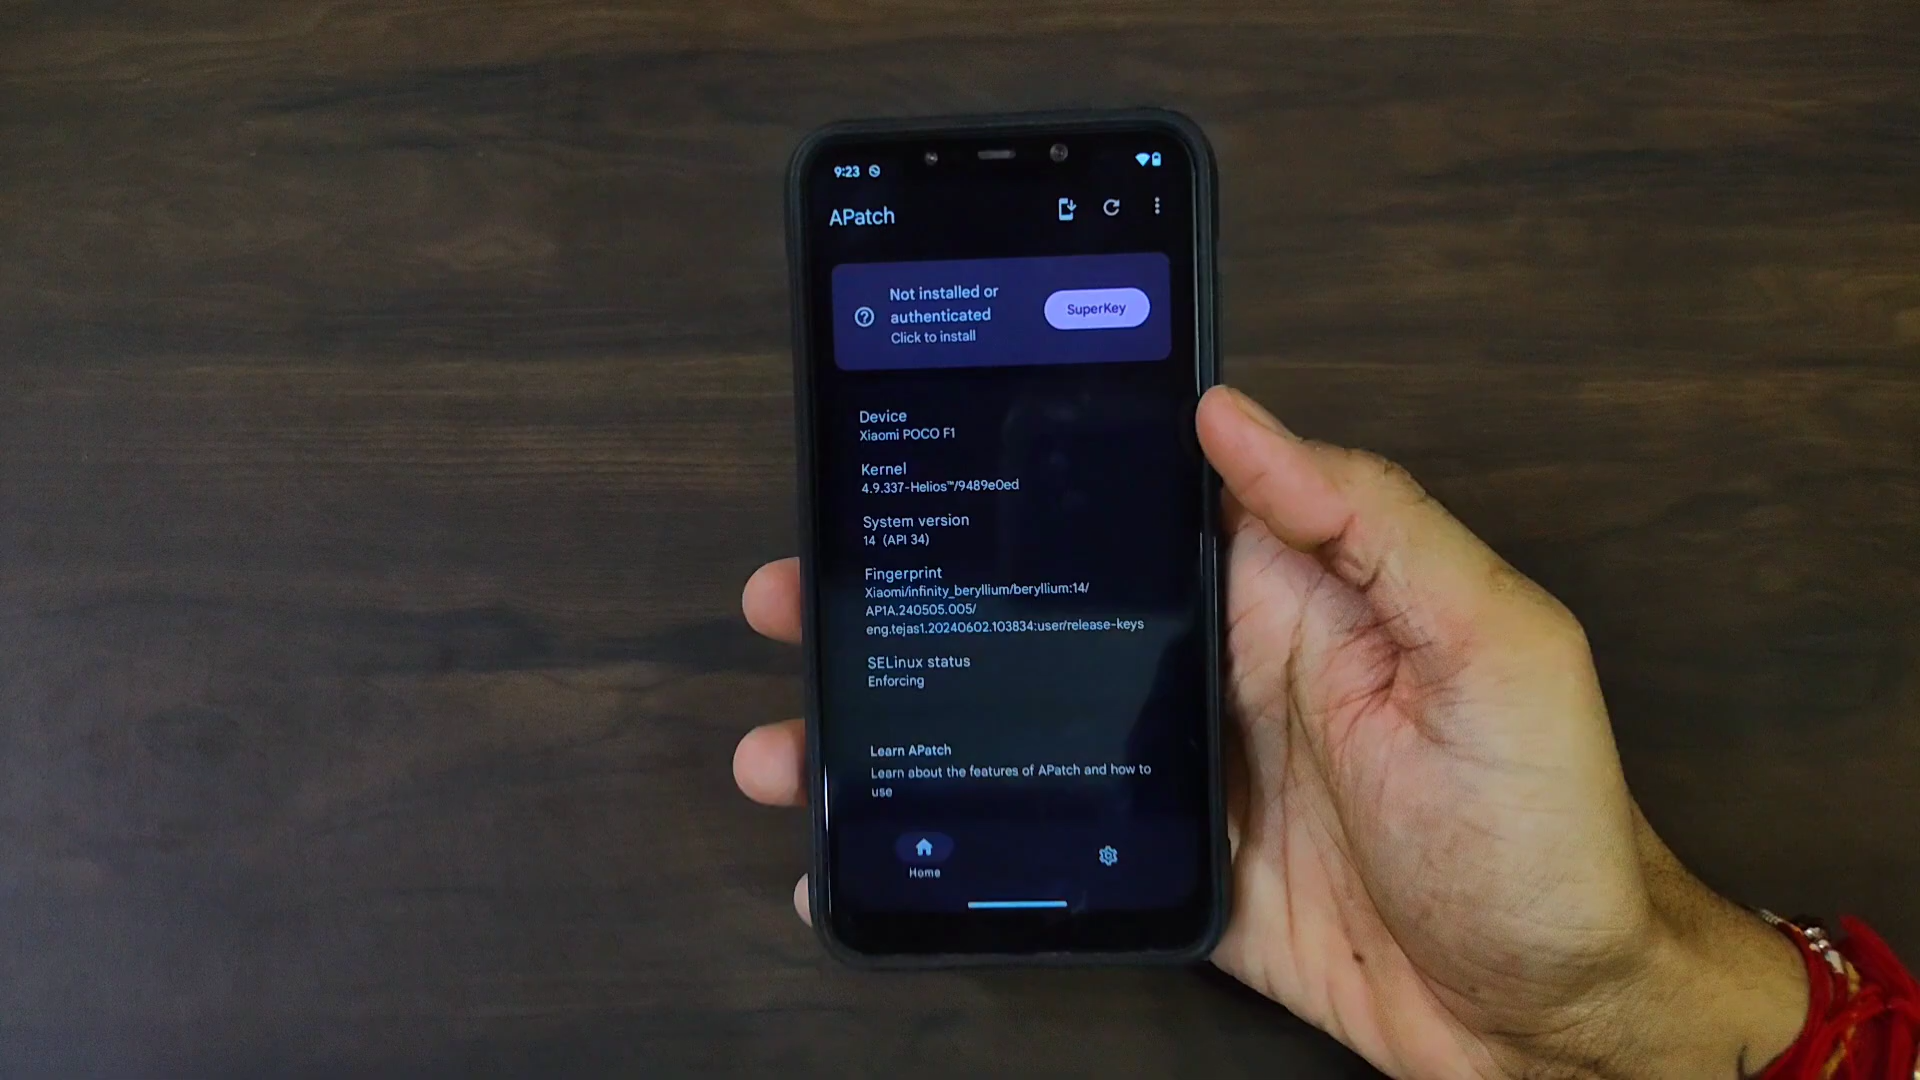 9:23
APatch
Not installed or
authenticated
Click to install
SuperKey
Device
Xiaomi POCO F1
Kernel
4.9.337-Helios™/9489e0ed
System version
14 (API 34)
Fingerprint
Xiaomi/infinity_beryllium/beryllium:14/
AP1A.240505.005/
eng.tejas1.20240602.103834:user/release-keys
SELinux status
Enforcing
Learn APatch
Learn about the features of APatch and how to
use
Home